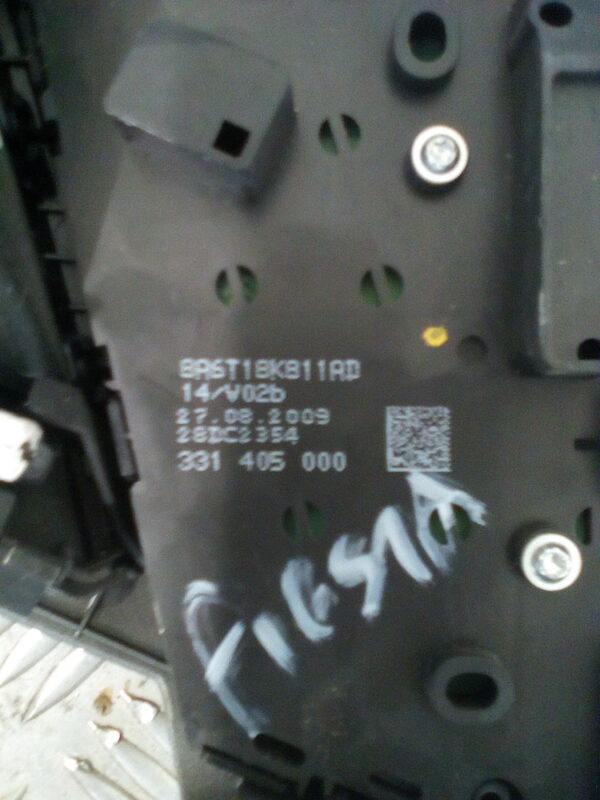 8A6T18K811AD
14/V02b
27.08.2009
28DC2354
331 405 000
FIESTA